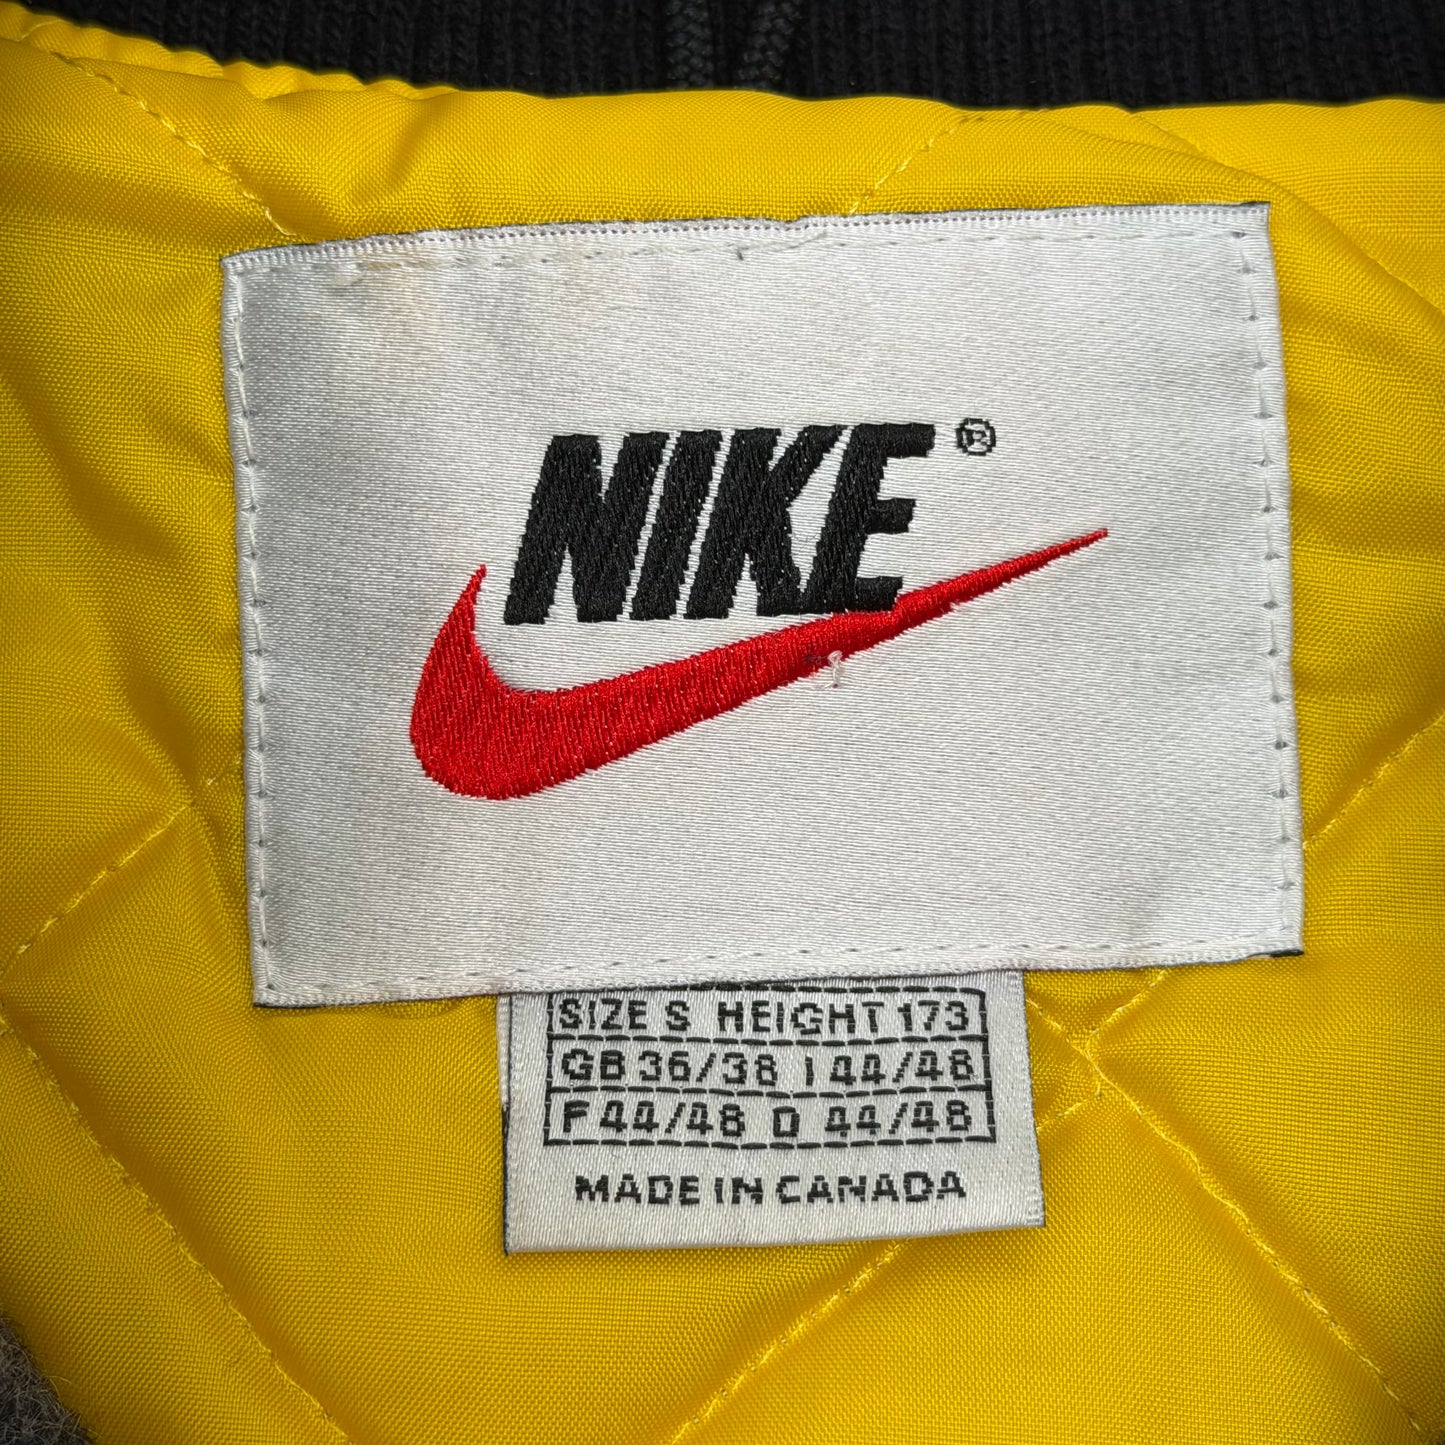 NIKE®
SIZE S HEIGHT 173
GB 36/38 I 44/48
F 44/48 D 44/48
MADE IN CANADA